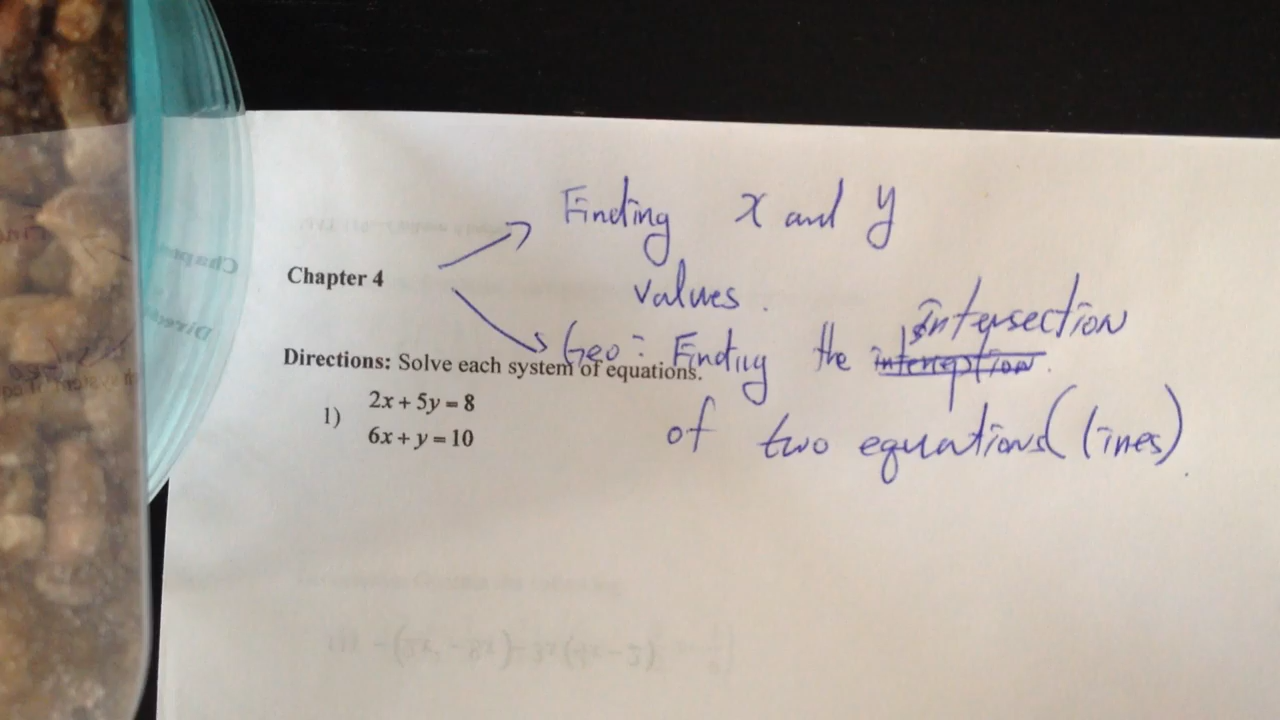 Finding x and y
values.
Chapter 4
intersection
Geo: Finding the interception.
Directions: Solve each system of equations.
of two equations (lines).
1) 2x + 5y = 8
6x + y = 10